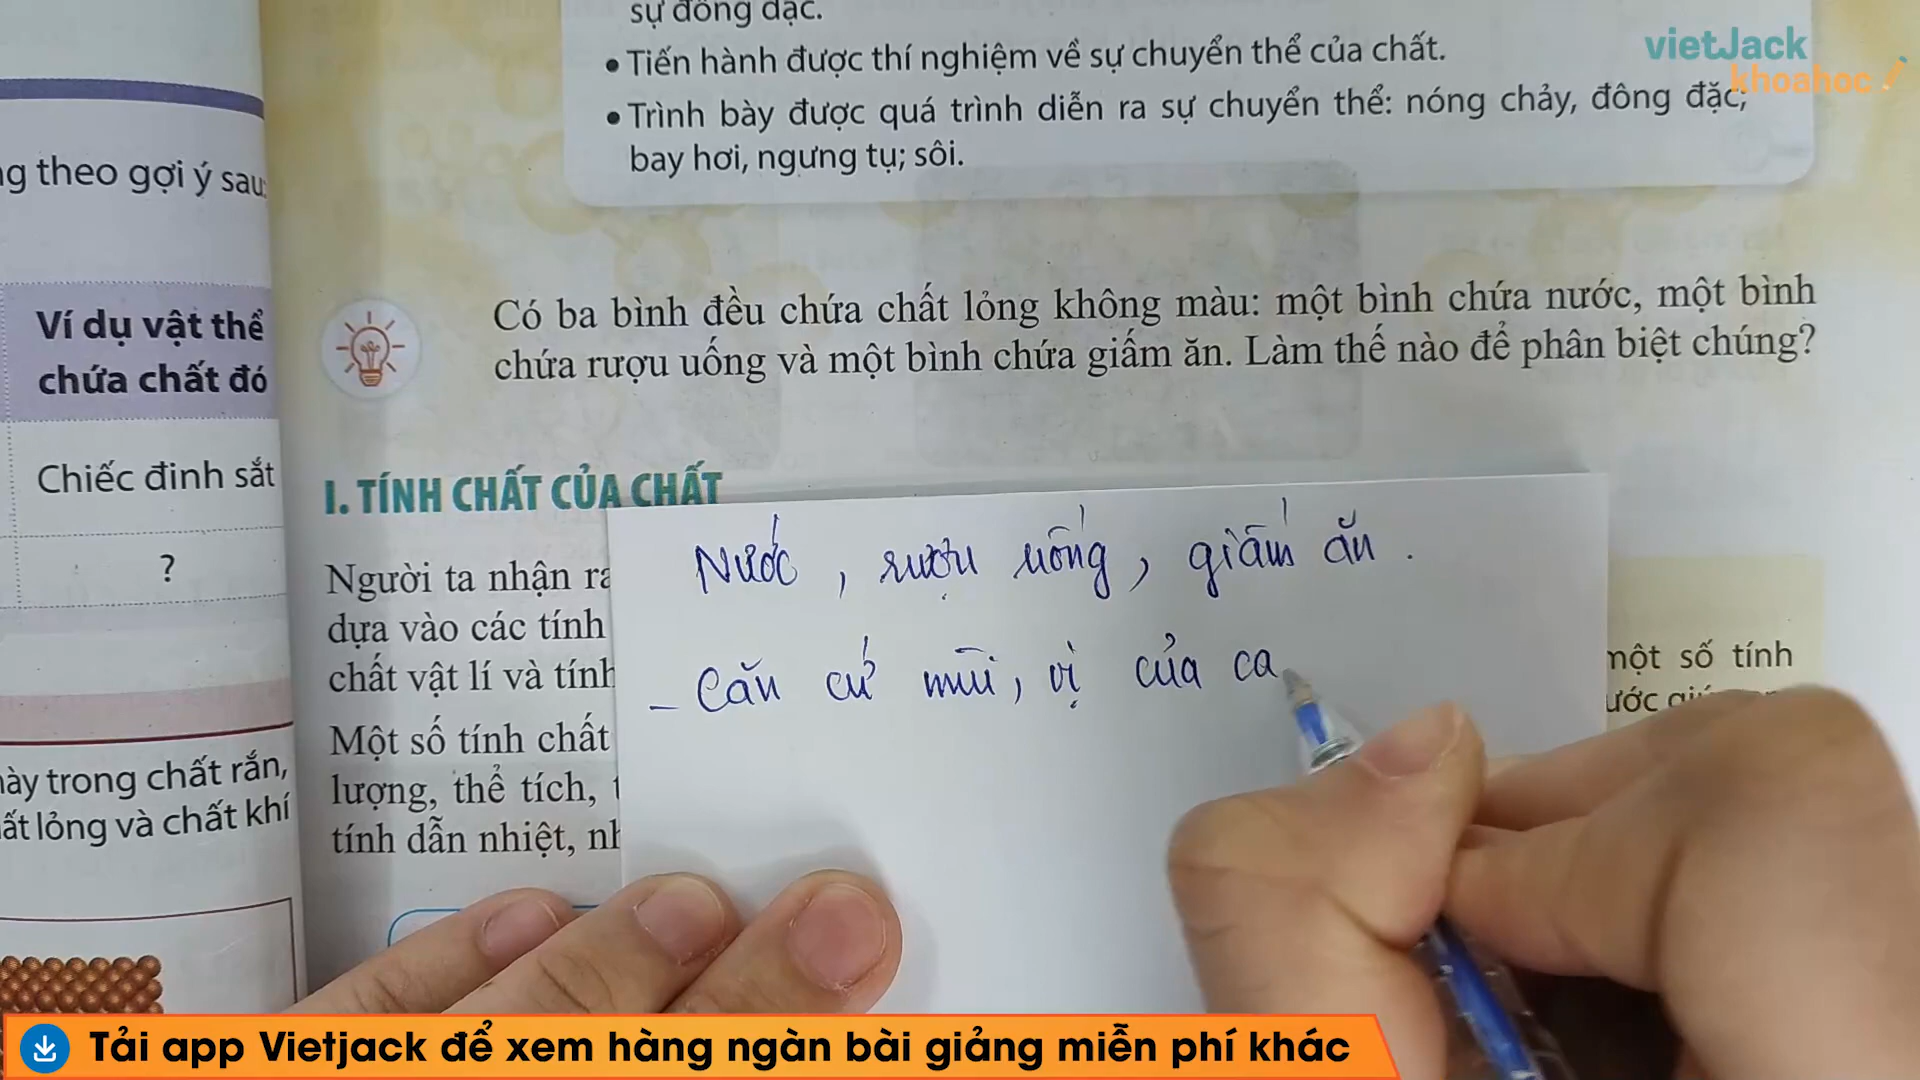 sự đông đặc.
• Tiến hành được thí nghiệm về sự chuyển thể của chất.
• Trình bày được quá trình diễn ra sự chuyển thể: nóng chảy, đông đặc;
bay hơi, ngưng tụ; sôi.
vietJack
khoahoc
theo gợi ý sau:
Ví dụ vật thể
chứa chất đó
Chiếc đinh sắt
?
này trong chất rắn,
lỏng và chất khí
Có ba bình đều chứa chất lỏng không màu: một bình chứa nước, một bình
chứa rượu uống và một bình chứa giấm ăn. Làm thế nào để phân biệt chúng?
I. TÍNH CHẤT CỦA CHẤT
Người ta nhận ra
dựa vào các tính
chất vật lí và tính
Một số tính chất
lượng, thể tích,
tính dẫn nhiệt,
Nước, rượu uống, giấm ăn.
- Căn cứ mùi, vị của ca
một số tính
Tải app Vietjack để xem hàng ngàn bài giảng miễn phí khác